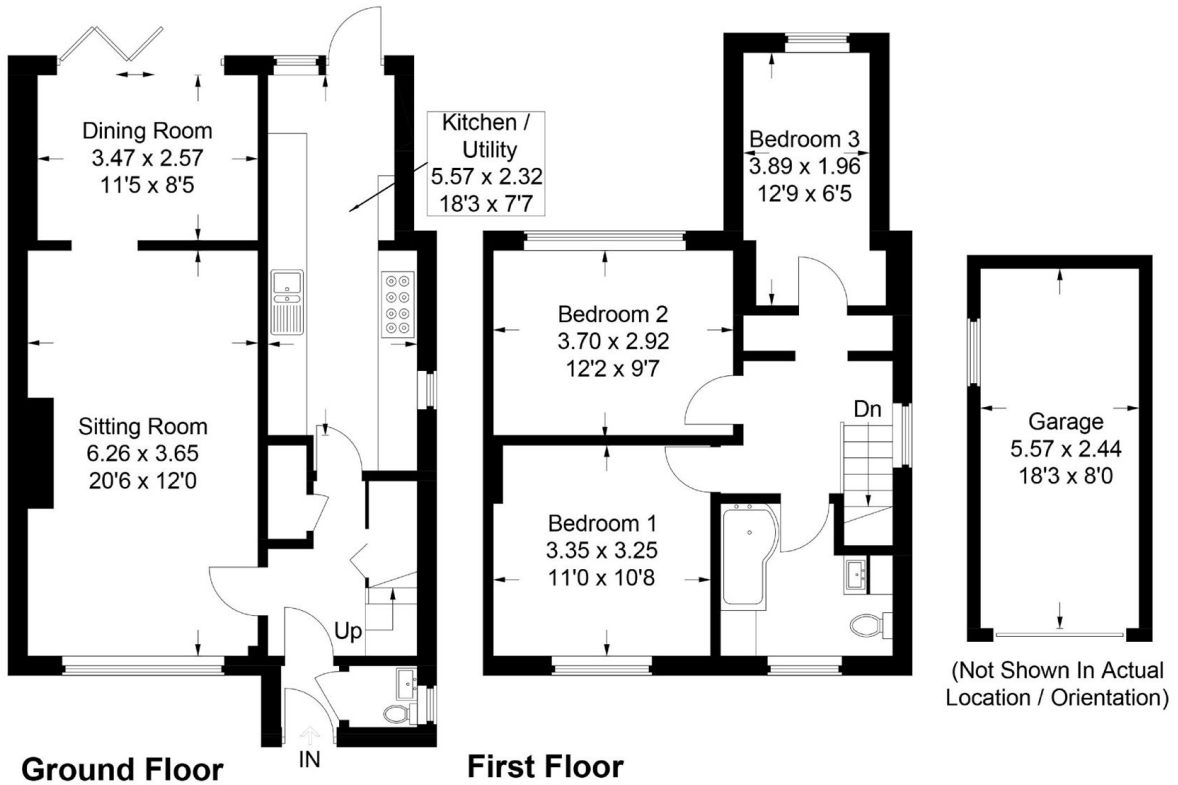 Dining Room
3.47 x 2.57
11'5 x 8'5
Kitchen /
Utility
5.57 x 2.32
18'3 x 7'7
Sitting Room
6.26 x 3.65
20'6 x 12'0
Up
IN
Ground Floor
Bedroom 3
3.89 x 1.96
12'9 x 6'5
Bedroom 2
3.70 x 2.92
12'2 x 9'7
Dn
Bedroom 1
3.35 x 3.25
11'0 x 10'8
First Floor
Garage
5.57 x 2.44
18'3 x 8'0
(Not Shown In Actual
Location / Orientation)